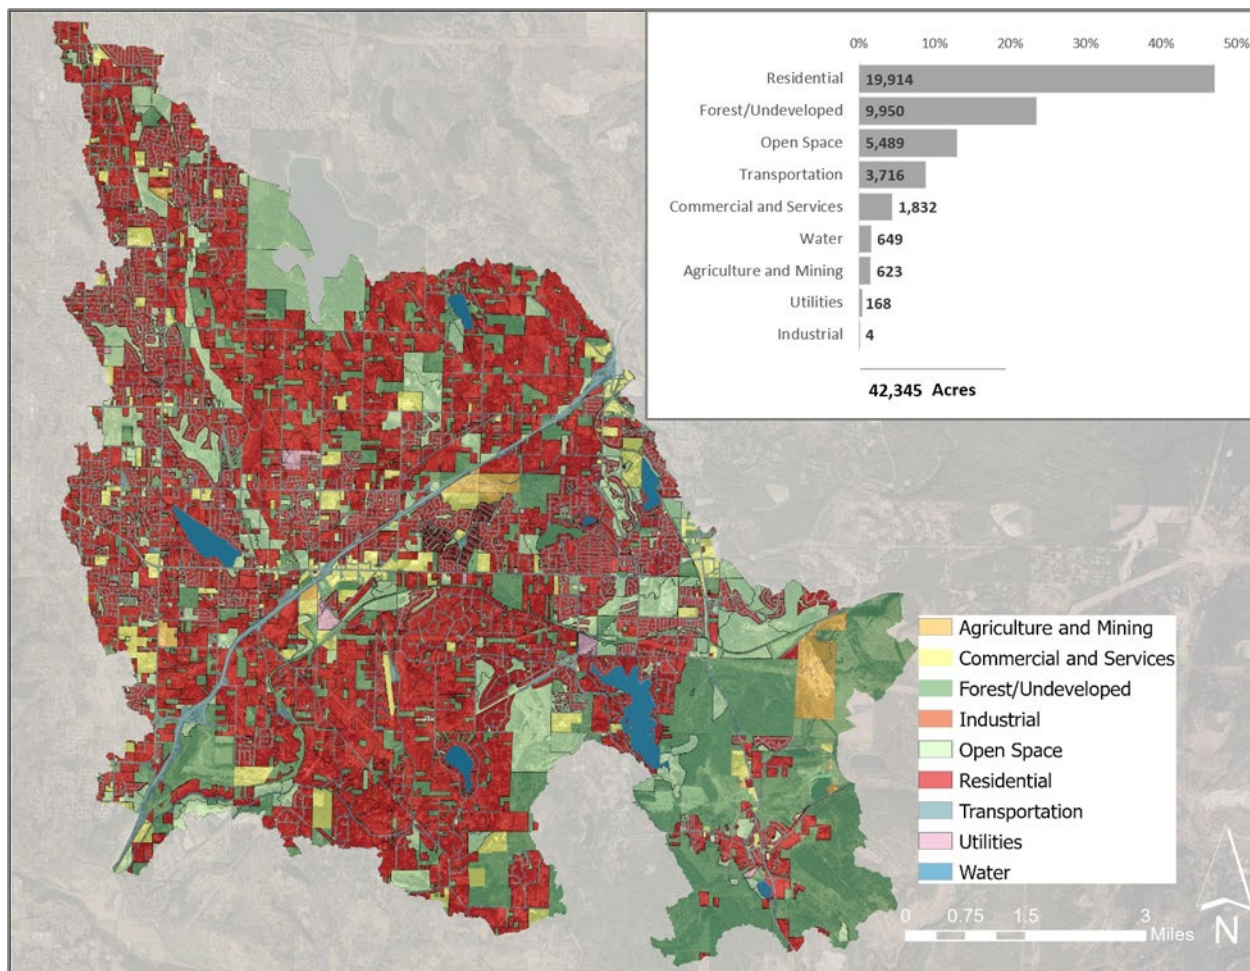 0% 10% 20% 30% 40% 50%
Residential 19,914
Forest/Undeveloped 9,950
Open Space 5,489
Transportation 3,716
Commercial and Services 1,832
Water 649
Agriculture and Mining 623
Utilities 168
Industrial 4
42,345 Acres
Agriculture and Mining
Commercial and Services
Forest/Undeveloped
Industrial
Open Space
Residential
Transportation
Utilities
Water
0 0.75 1.5 3
Miles
N